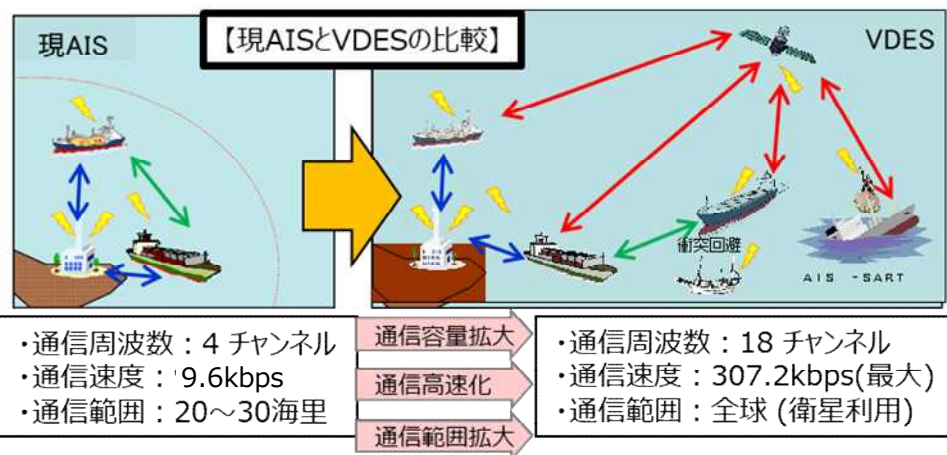 現AIS
【現AISとVDESの比較】
VDES
衝突回避
AIS -SART
・通信周波数：4 チャンネル
・通信速度： 9.6kbps
・通信範囲：20～30海里
通信容量拡大
通信高速化
通信範囲拡大
・通信周波数：18 チャンネル
・通信速度：307.2kbps(最大)
・通信範囲：全球 (衛星利用)